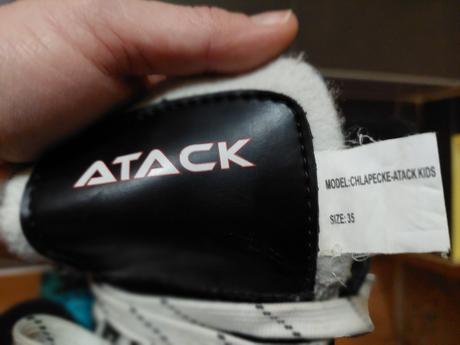 ATACK
MODEL:CHLAPECKE-ATACK KIDS
SIZE:35